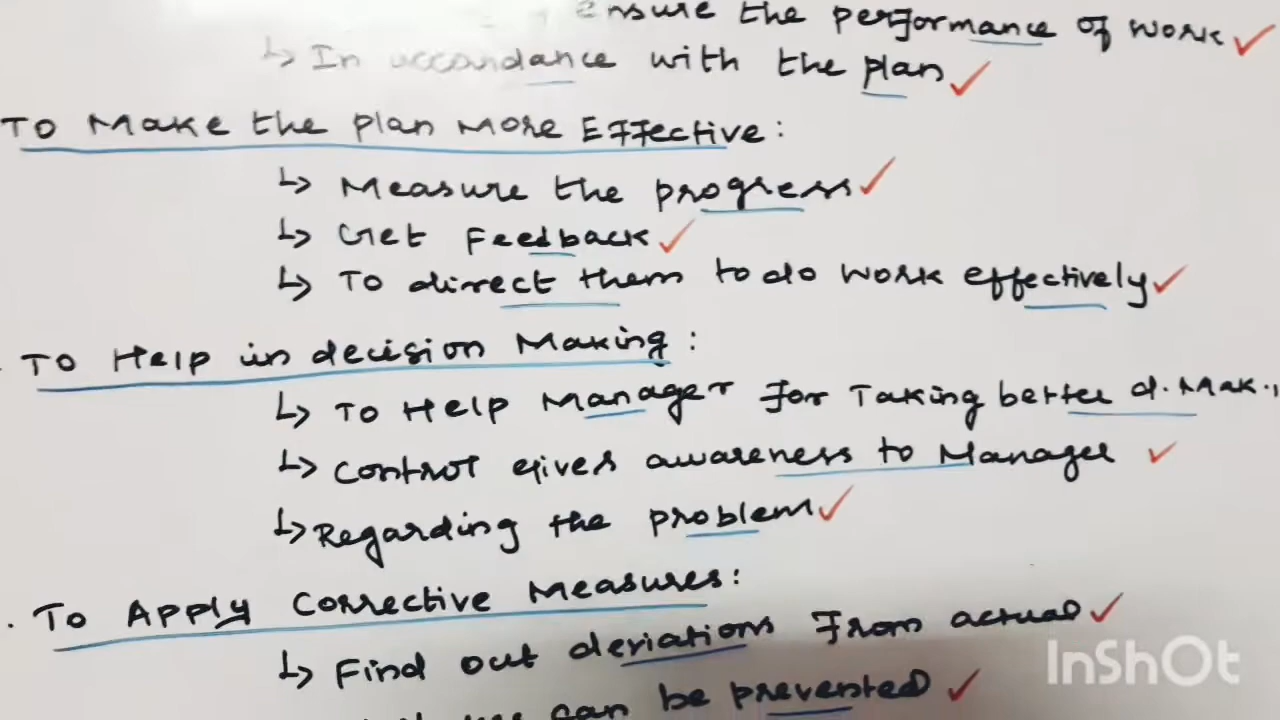 ensure the performance of work
↳ In accordance with the plan
To Make the plan More Effective:
↳ Measure the progress
↳ Get Feedback
↳ To direct them to do work effectively
To Help in decision Making:
↳ To Help Manager for Taking better d. Mak.
↳ Control gives awareness to Manager
↳ Regarding the problem
. To Apply Corrective Measures:
↳ Find out deviations From actual
can be prevented
InShOt